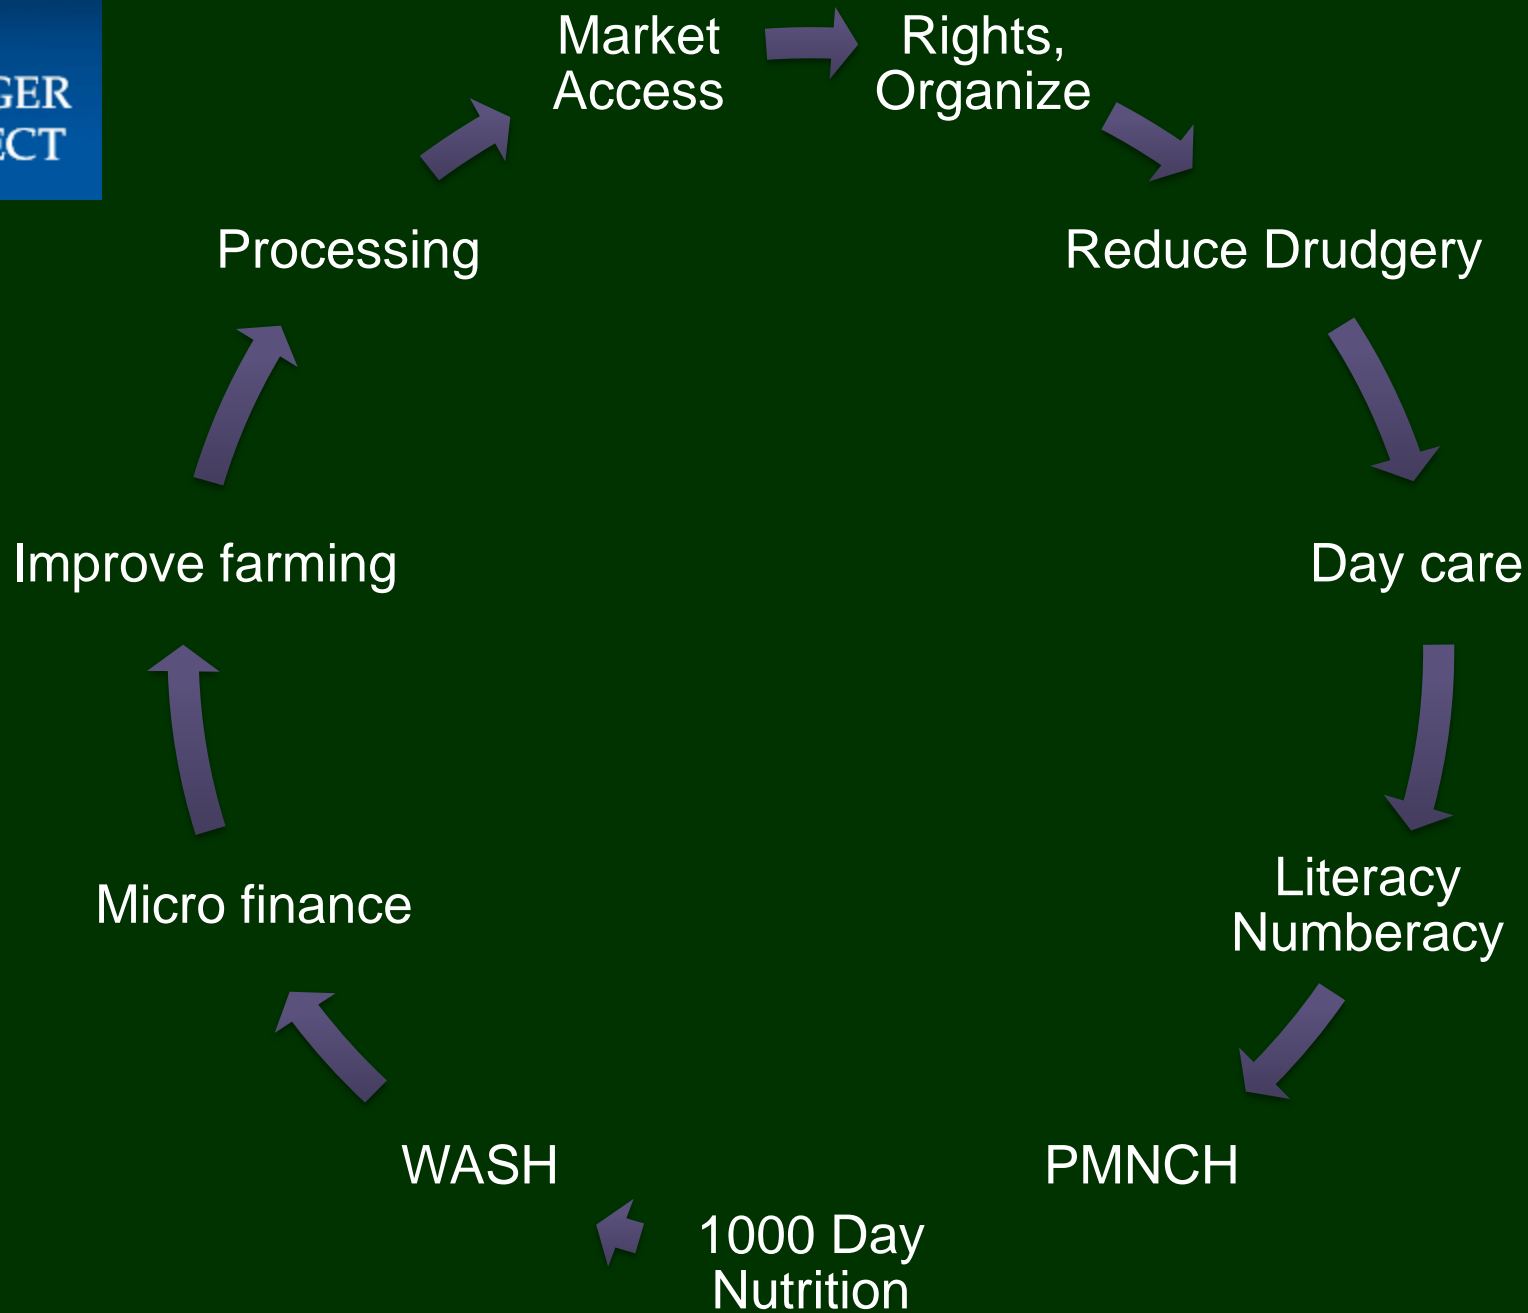 GER
ECT
Market
Access
Rights,
Organize
Reduce Drudgery
Day care
Literacy
Numberacy
PMNCH
1000 Day
Nutrition
WASH
Micro finance
Improve farming
Processing